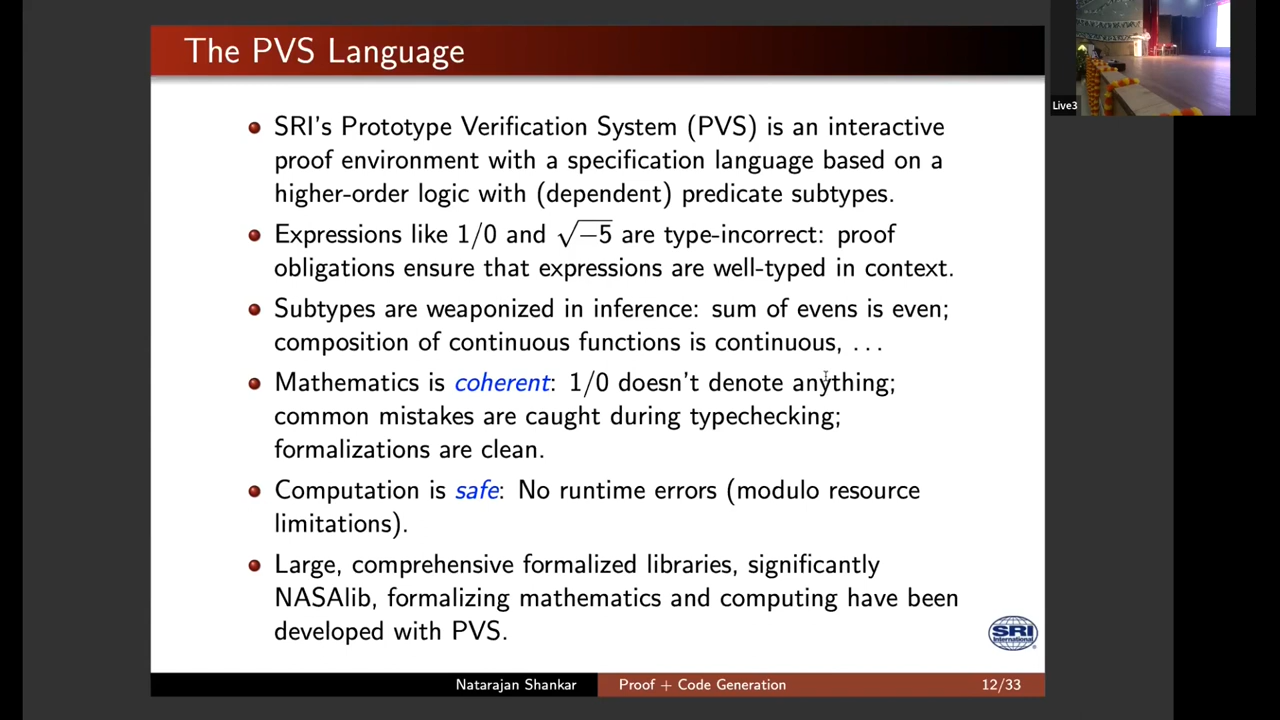 The PVS Language
Live3
SRI's Prototype Verification System (PVS) is an interactive
proof environment with a specification language based on a
higher-order logic with (dependent) predicate subtypes.
Expressions like 1/0 and √−5 are type-incorrect: proof
obligations ensure that expressions are well-typed in context.
Subtypes are weaponized in inference: sum of evens is even;
composition of continuous functions is continuous, . . .
Mathematics is coherent: 1/0 doesn't denote anything;
common mistakes are caught during typechecking;
formalizations are clean.
Computation is safe: No runtime errors (modulo resource
limitations).
Large, comprehensive formalized libraries, significantly
NASAlib, formalizing mathematics and computing have been
developed with PVS.
SRI
International
Natarajan Shankar Proof + Code Generation 12/33